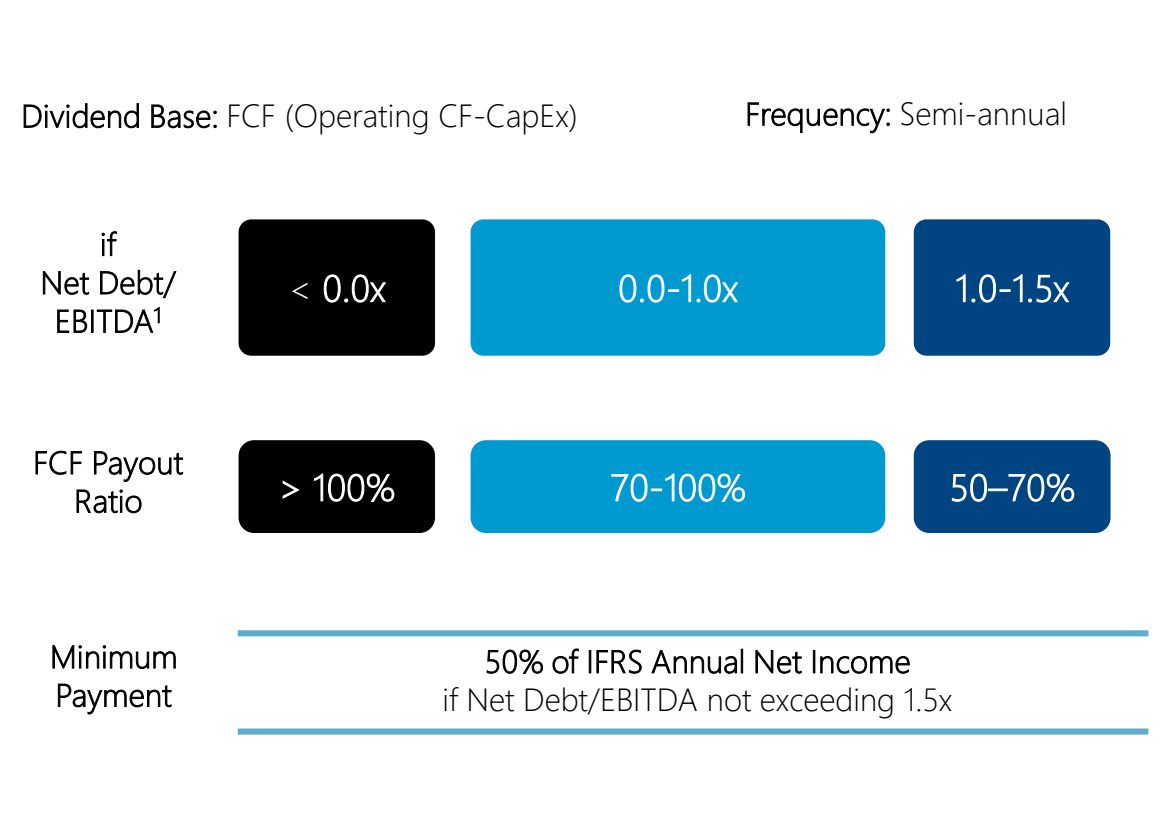 Dividend Base: FCF (Operating CF-CapEx)
Frequency: Semi-annual
if
Net Debt/
EBITDA¹
< 0.0x
0.0-1.0x
1.0-1.5x
FCF Payout
Ratio
> 100%
70-100%
50–70%
Minimum
Payment
50% of IFRS Annual Net Income
if Net Debt/EBITDA not exceeding 1.5x